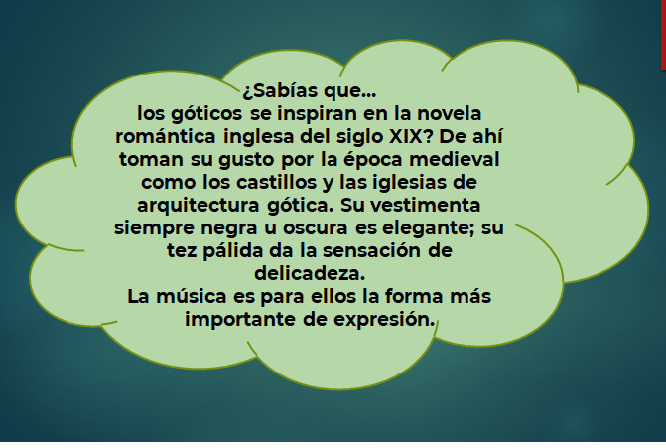 ¿Sabías que...
los góticos se inspiran en la novela
romántica inglesa del siglo XIX? De ahí
toman su gusto por la época medieval
como los castillos y las iglesias de
arquitectura gótica. Su vestimenta
siempre negra u oscura es elegante; su
tez pálida da la sensación de
delicadeza.
La música es para ellos la forma más
importante de expresión.